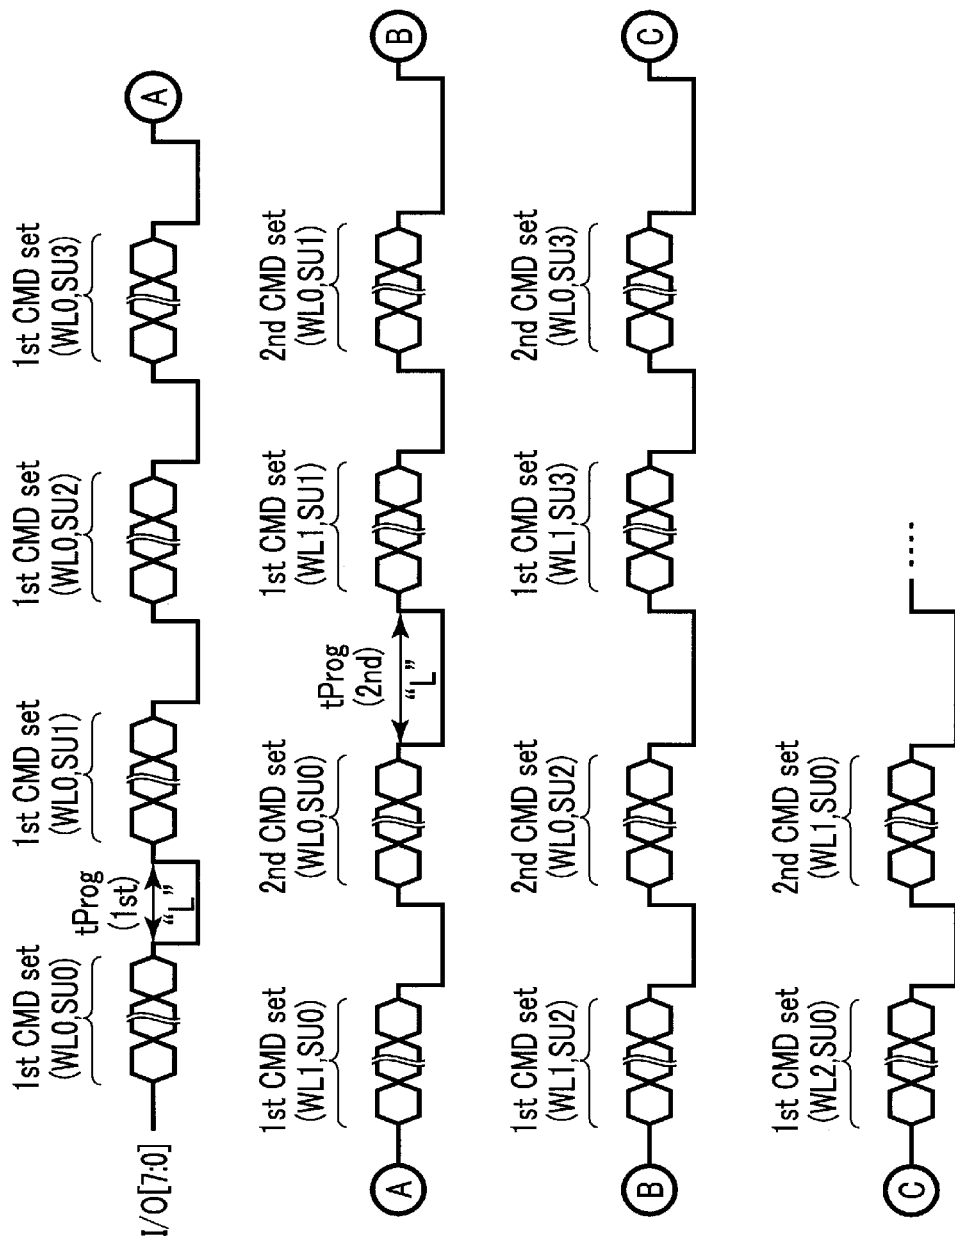 1st CMD set
(WL0,SU0)
tProg
(1st)
“L”
1st CMD set
(WL0,SU1)
1st CMD set
(WL0,SU2)
1st CMD set
(WL0,SU3)
I/O[7:0]
A
1st CMD set
(WL1,SU0)
2nd CMD set
(WL0,SU0)
tProg
(2nd)
“L”
1st CMD set
(WL1,SU1)
2nd CMD set
(WL0,SU1)
A
B
1st CMD set
(WL1,SU2)
2nd CMD set
(WL0,SU2)
1st CMD set
(WL1,SU3)
2nd CMD set
(WL0,SU3)
B
C
1st CMD set
(WL2,SU0)
2nd CMD set
(WL1,SU0)
C